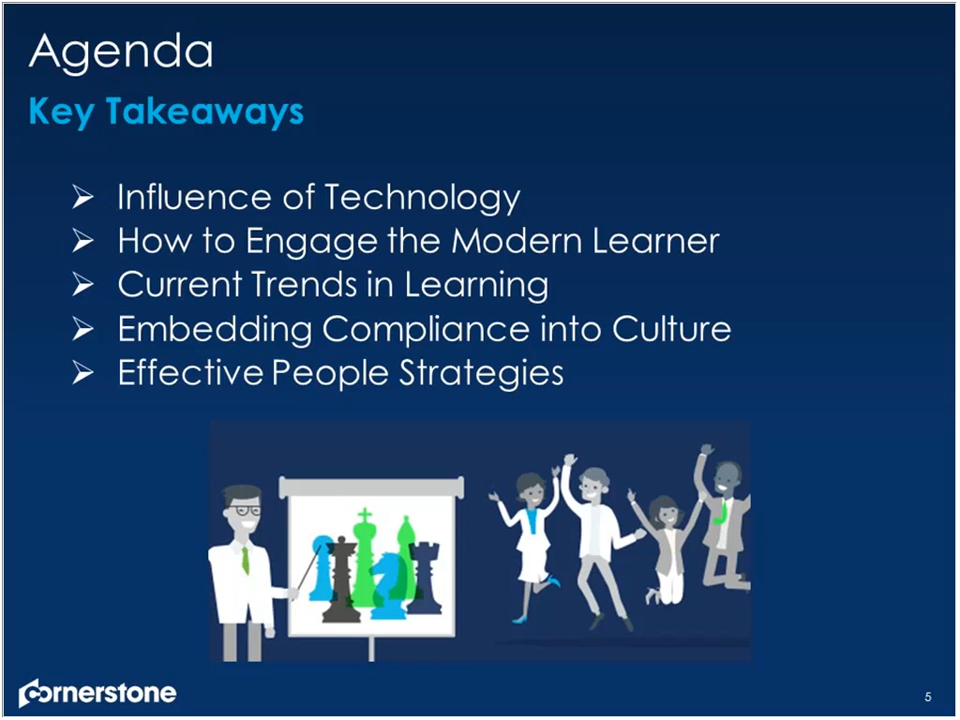 Agenda
Key Takeaways
➢ Influence of Technology
➢ How to Engage the Modern Learner
➢ Current Trends in Learning
➢ Embedding Compliance into Culture
➢ Effective People Strategies
cornerstone
5